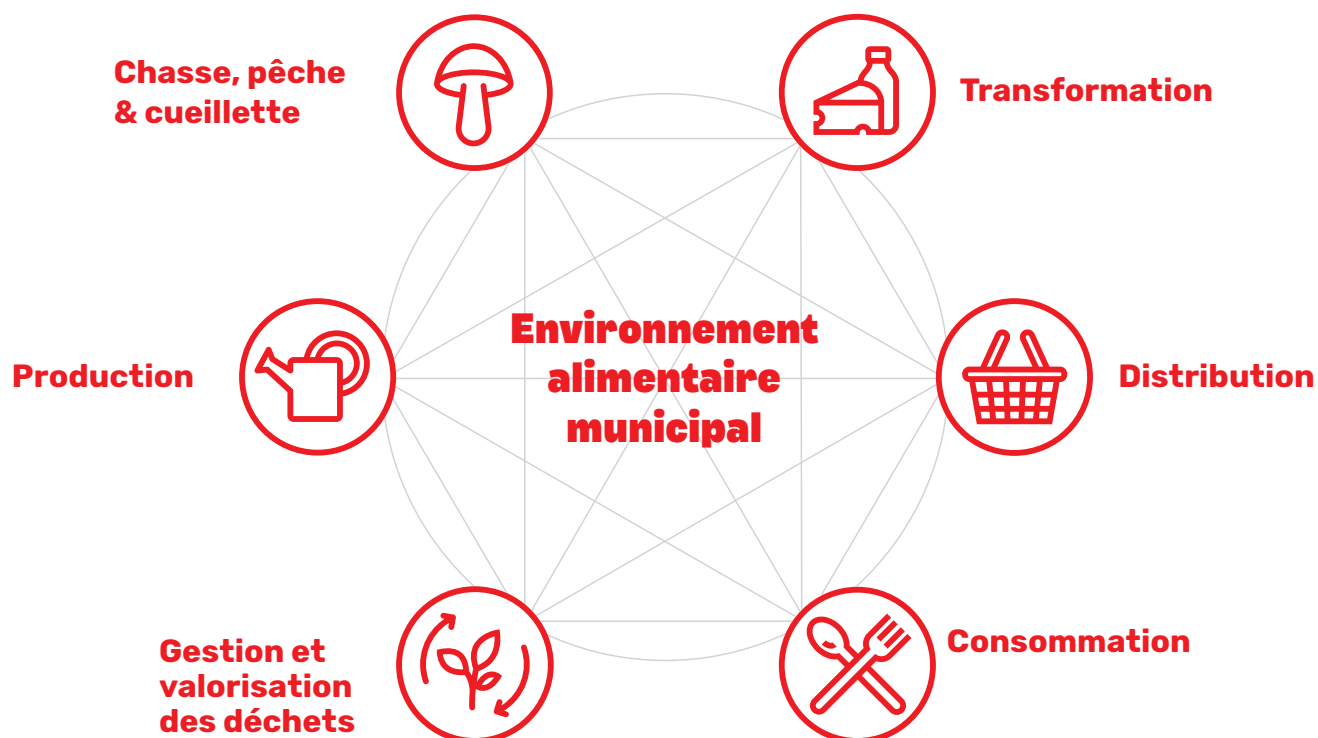 Chasse, pêche
& cueillette
Transformation
Environnement
alimentaire
municipal
Production
Distribution
Gestion et
valorisation
des déchets
Consommation